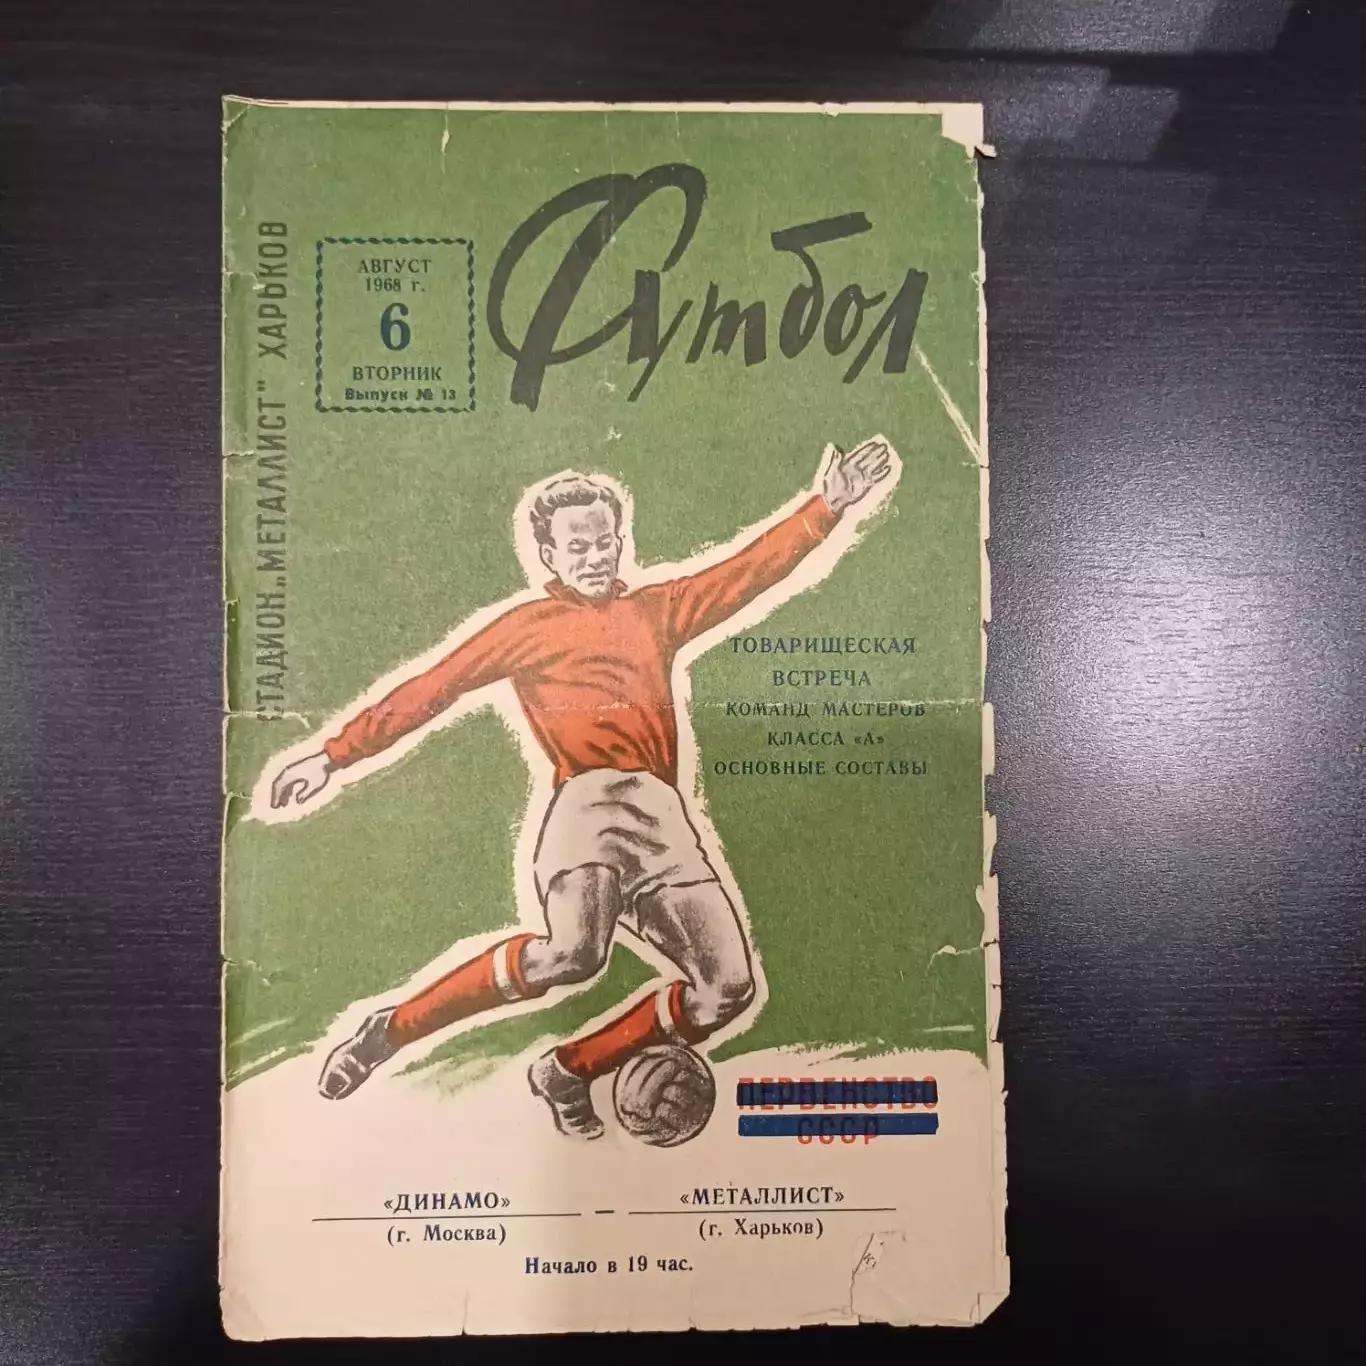 СТАДИОН „МЕТАЛЛИСТ" ХАРЬКОВ
АВГУСТ
1968 г.
6
ВТОРНИК
Выпуск № 13
Футбол
ТОВАРИЩЕСКАЯ
ВСТРЕЧА
КОМАНД МАСТЕРОВ
КЛАССА «А»
ОСНОВНЫЕ СОСТАВЫ
ПЕРВЕНСТВО
СССР
«ДИНАМО» — «МЕТАЛЛИСТ»
(г. Москва) (г. Харьков)
Начало в 19 час.